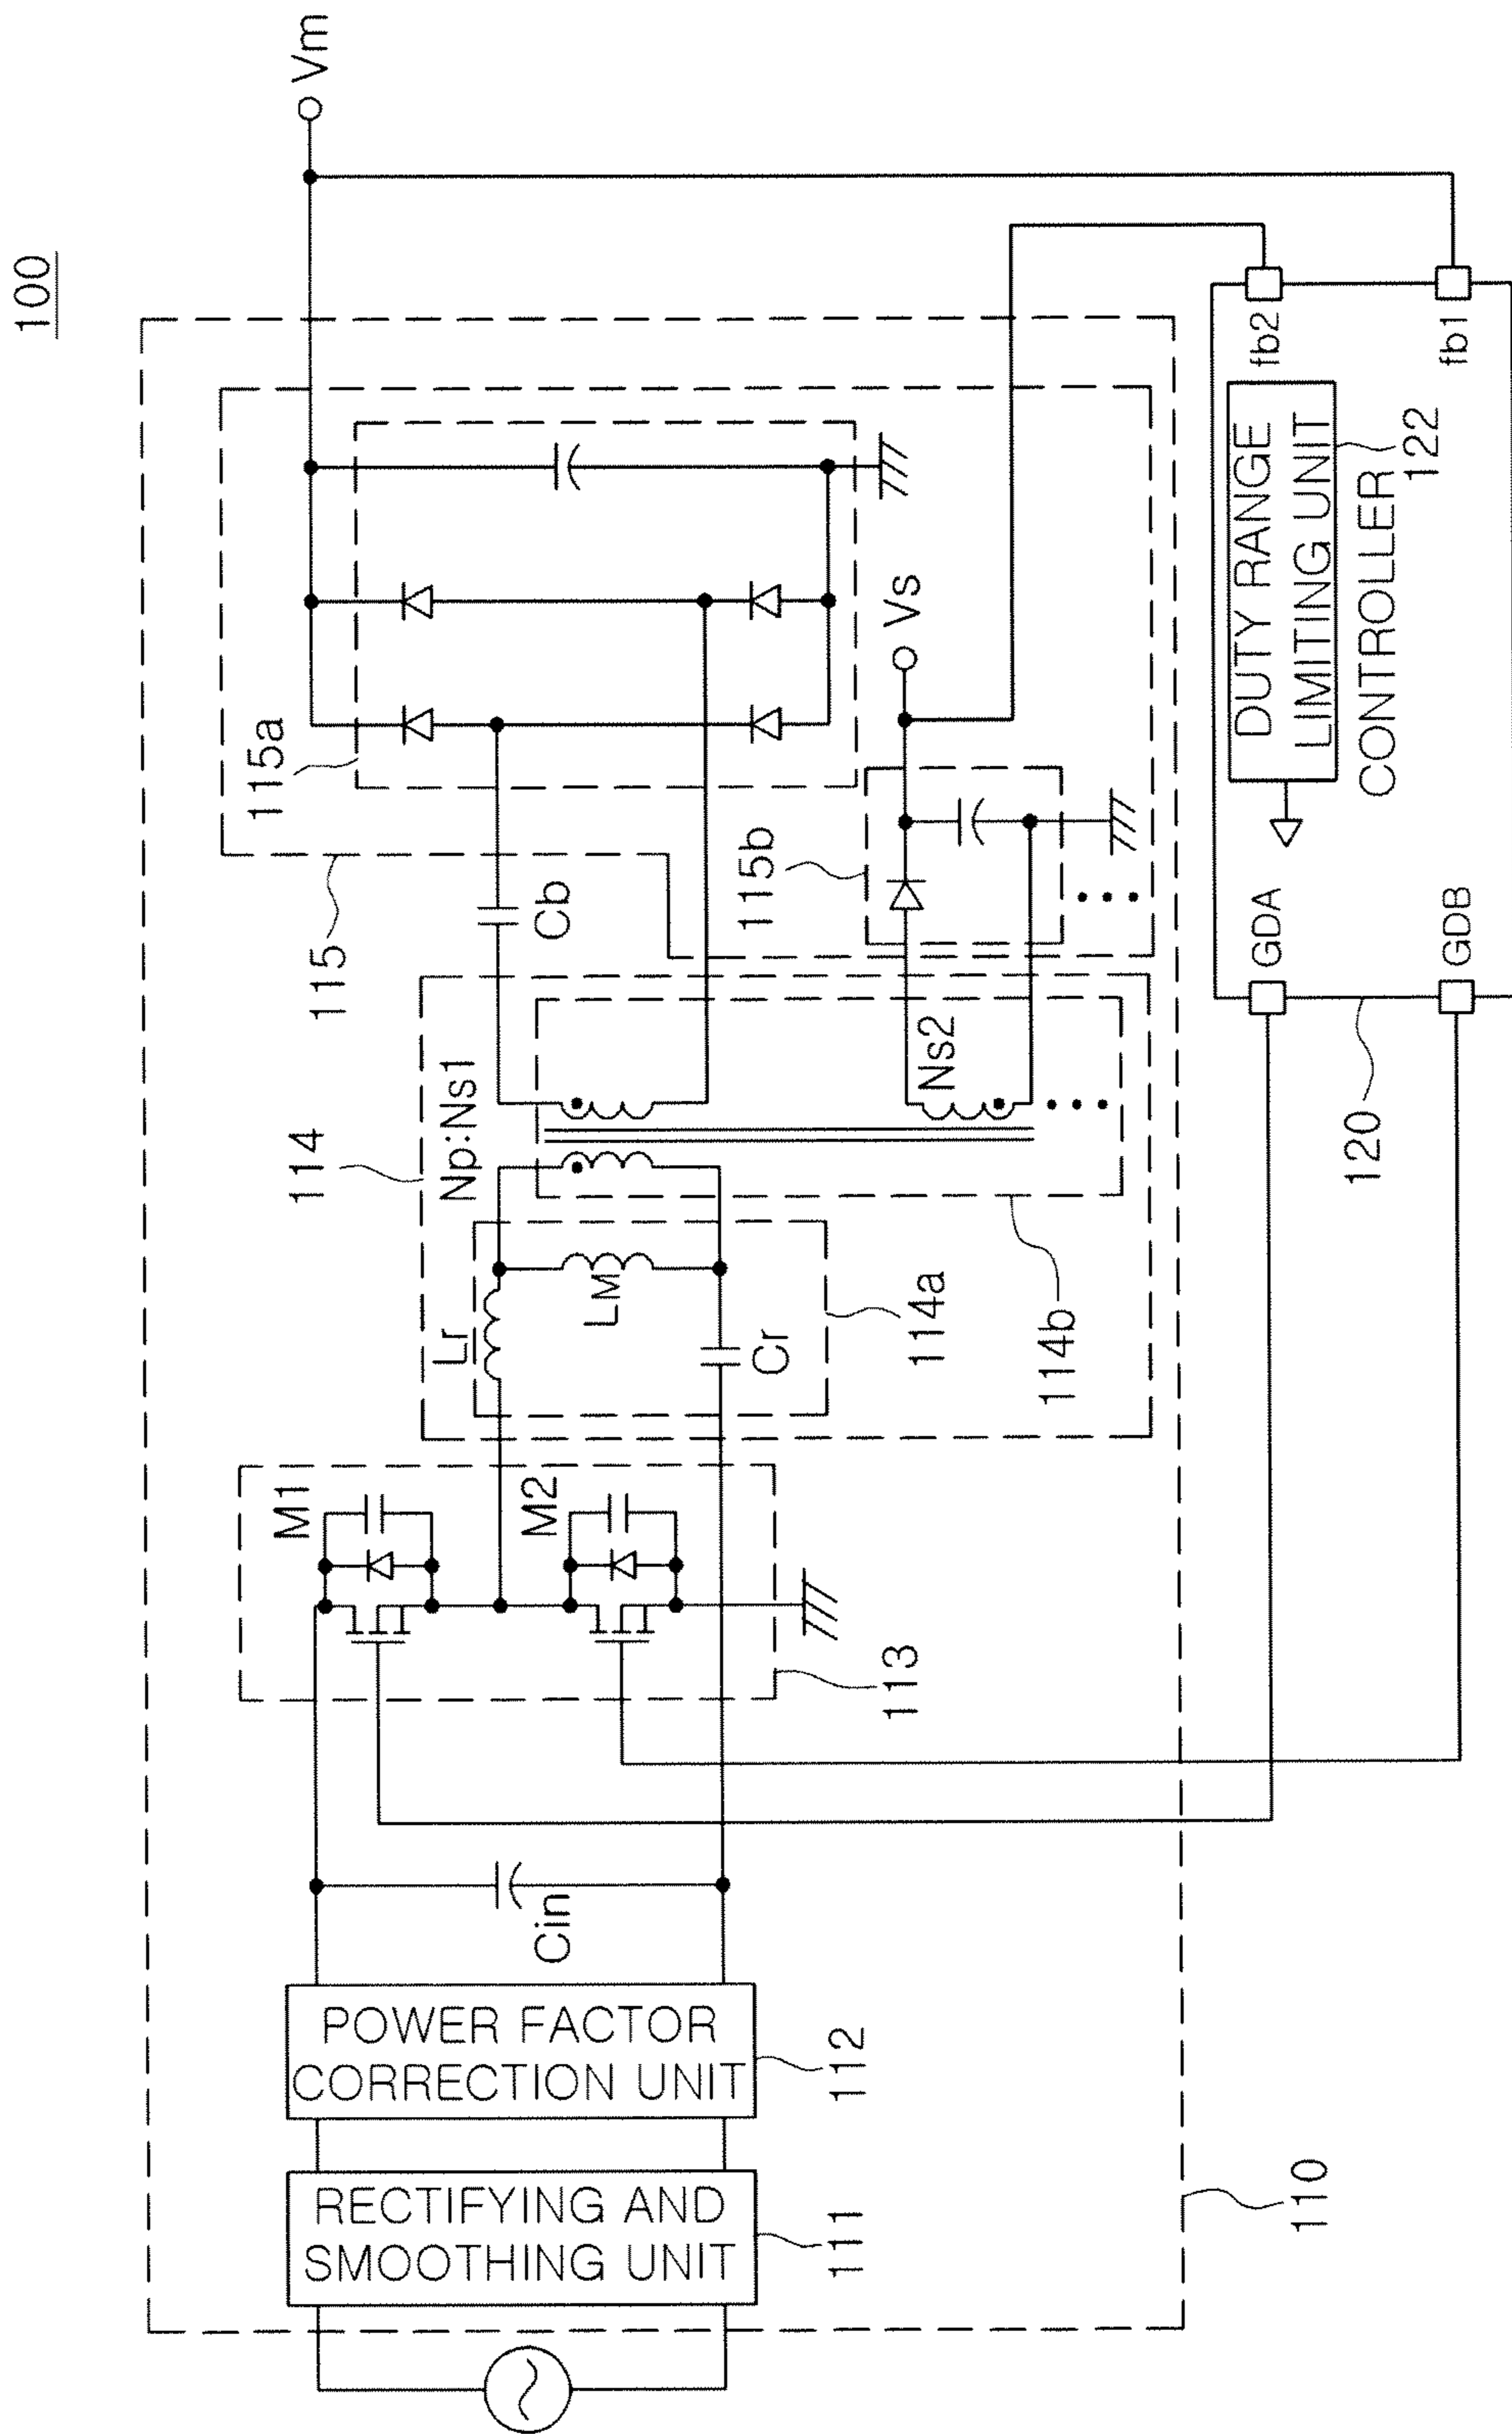 100
Vm
115a
115
Cb
114
Np:Ns1
Lr
LM
Cr
114a
114b
M1
M2
113
Cin
POWER FACTOR
CORRECTION UNIT
112
RECTIFYING AND
SMOOTHING UNIT
111
110
115b
Vs
Ns2
GDA
GDB
120
DUTY RANGE
LIMITING UNIT
122
CONTROLLER
fb2
fb1